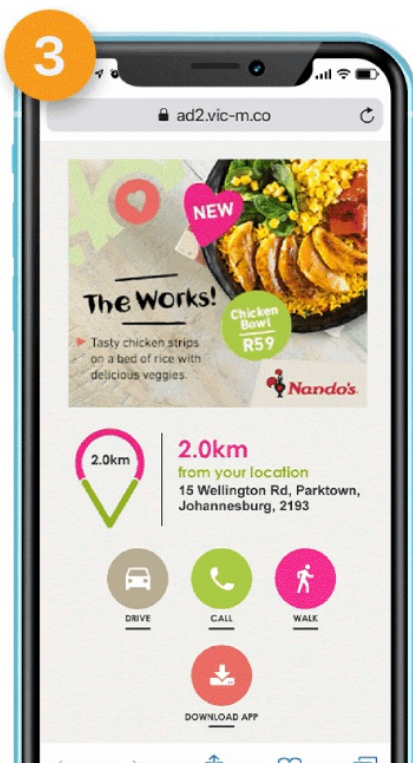 3
ad2.vic-m.co
NEW
The Works!
Tasty chicken strips
on a bed of rice with
delicious veggies.
Chicken
Bowl
R59
Nando's
2.0km
2.0km
from your location
15 Wellington Rd, Parktown,
Johannesburg, 2193
DRIVE
CALL
WALK
DOWNLOAD APP